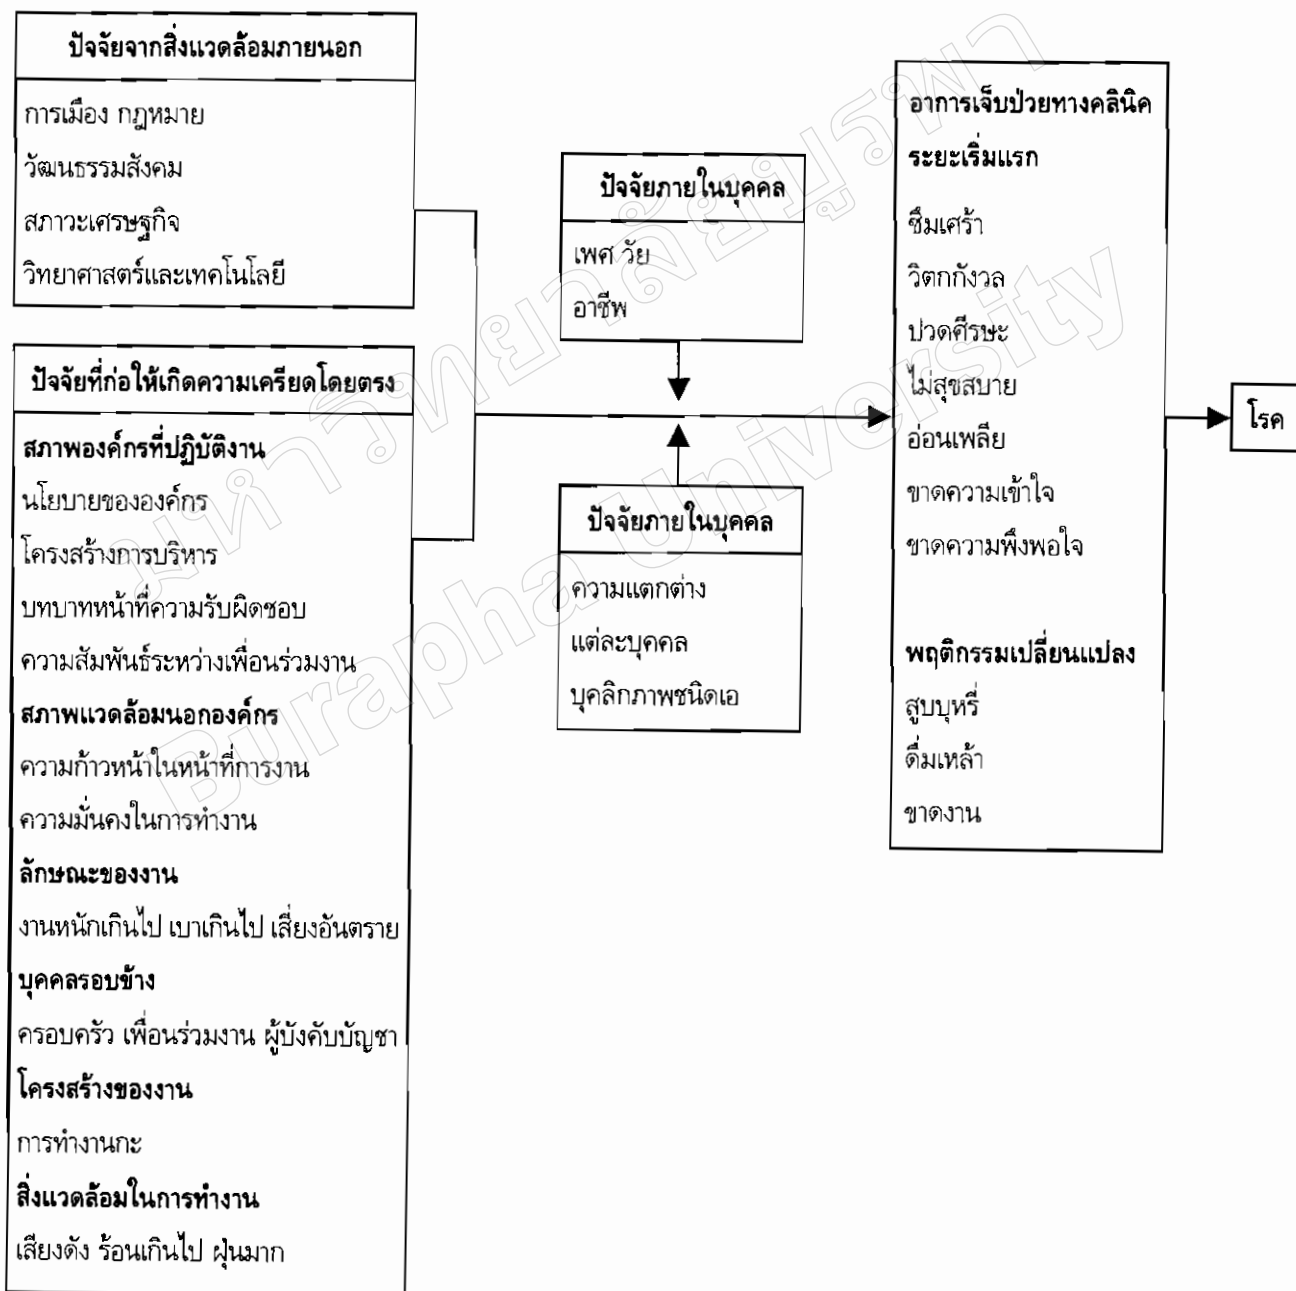 ปัจจัยจากสิ่งแวดล้อมภายนอก
การเมือง กฎหมาย
วัฒนธรรมสังคม
สภาวะเศรษฐกิจ
วิทยาศาสตร์และเทคโนโลยี
ปัจจัยที่ก่อให้เกิดความเครียดโดยตรง
สภาพองค์กรที่ปฏิบัติงาน
นโยบายขององค์กร
โครงสร้างการบริหาร
บทบาทหน้าที่ความรับผิดชอบ
ความสัมพันธ์ระหว่างเพื่อนร่วมงาน
สภาพแวดล้อมนอกองค์กร
ความก้าวหน้าในหน้าที่การงาน
ความมั่นคงในการทำงาน
ลักษณะของงาน
งานหนักเกินไป เบาเกินไป เสี่ยงอันตราย
บุคคลรอบข้าง
ครอบครัว เพื่อนร่วมงาน ผู้บังคับบัญชา
โครงสร้างของงาน
การทำงานกะ
สิ่งแวดล้อมในการทำงาน
เสียงดัง ร้อนเกินไป ฝุ่นมาก
ปัจจัยภายในบุคคล
เพศ วัย
อาชีพ
ปัจจัยภายในบุคคล
ความแตกต่าง
แต่ละบุคคล
บุคลิกภาพชนิดเอ
อาการเจ็บป่วยทางคลินิค
ระยะเริ่มแรก
ซึมเศร้า
วิตกกังวล
ปวดศีรษะ
ไม่สุขสบาย
อ่อนเพลีย
ขาดความเข้าใจ
ขาดความพึงพอใจ
พฤติกรรมเปลี่ยนแปลง
สูบบุหรี่
ดื่มเหล้า
ขาดงาน
โรค
มหาวิทยาลัยบูรพา
Burapha University